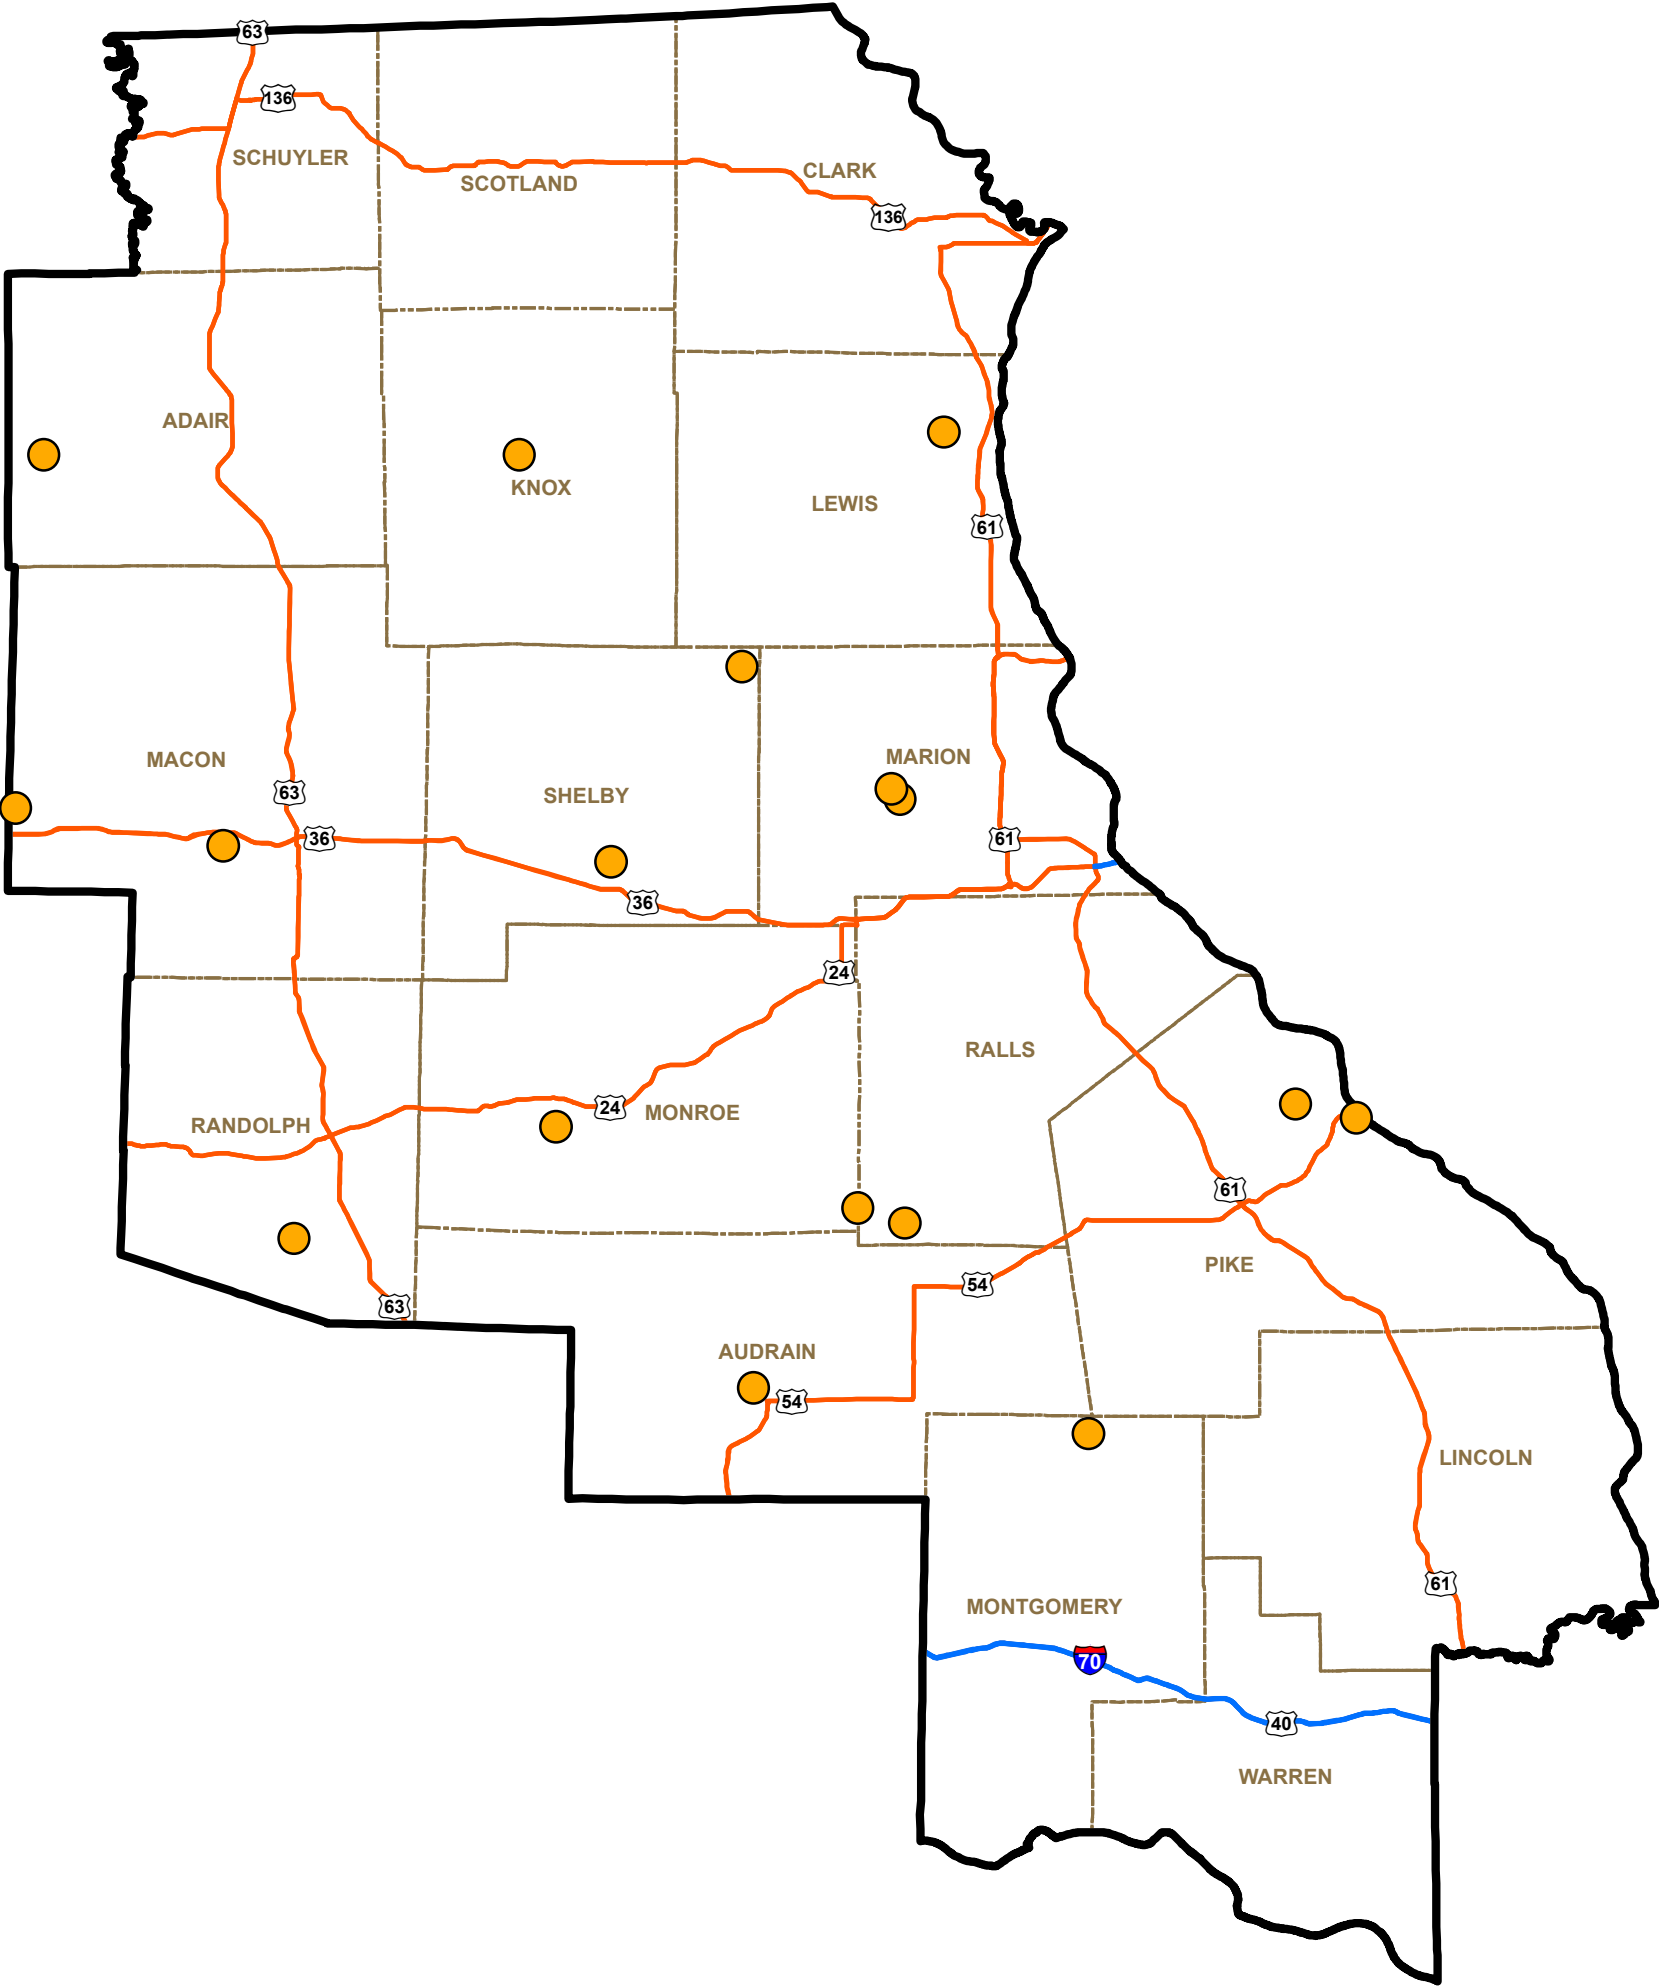 63
136
SCHUYLER
SCOTLAND
CLARK
136
ADAIR
KNOX
LEWIS
61
MACON
63
SHELBY
MARION
36
61
36
24
RALLS
24
MONROE
RANDOLPH
61
PIKE
54
63
AUDRAIN
54
LINCOLN
61
MONTGOMERY
70
40
WARREN